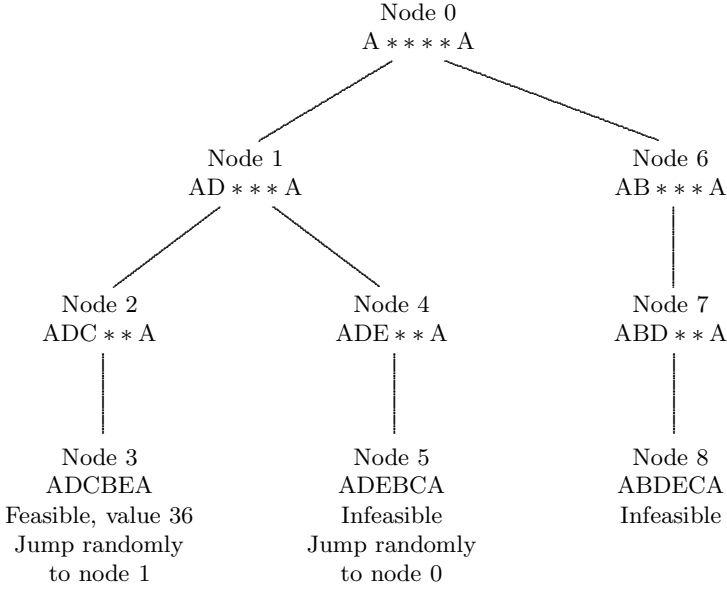 Node 0
A ∗ ∗ ∗ ∗ A
Node 1
AD ∗ ∗ ∗ A
Node 6
AB ∗ ∗ ∗ A
Node 2
ADC ∗ ∗ A
Node 4
ADE ∗ ∗ A
Node 7
ABD ∗ ∗ A
Node 3
ADCBEA
Feasible, value 36
Jump randomly
to node 1
Node 5
ADEBCA
Infeasible
Jump randomly
to node 0
Node 8
ABDECA
Infeasible